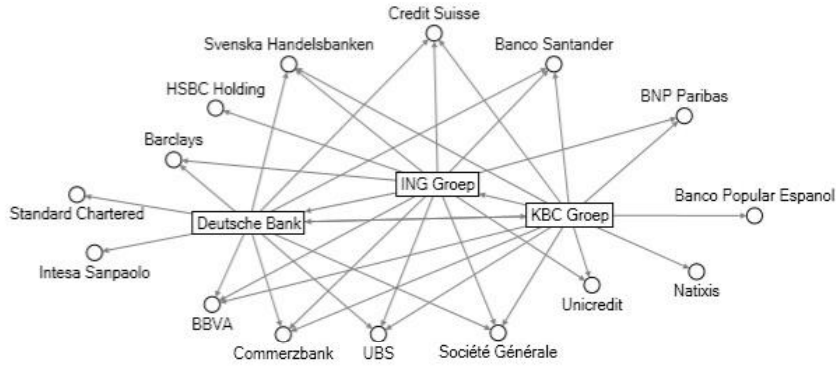 Credit Suisse
Svenska Handelsbanken
Banco Santander
HSBC Holding
BNP Paribas
Barclays
ING Groep
Banco Popular Espanol
Standard Chartered
Deutsche Bank
KBC Groep
Intesa Sanpaolo
Natixis
Unicredit
BBVA
Commerzbank
UBS
Société Générale